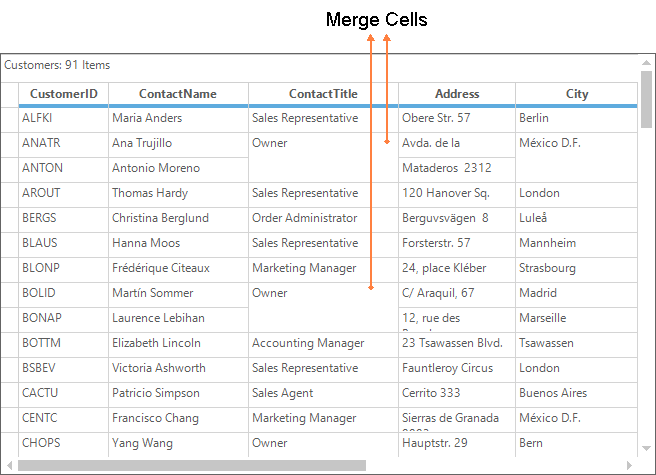 Merge Cells
Customers: 91 Items
CustomerID ContactName ContactTitle Address City
ALFKI Maria Anders Sales Representative Obere Str. 57 Berlin
ANATR Ana Trujillo Owner Avda. de la México D.F.
ANTON Antonio Moreno Mataderos 2312
AROUT Thomas Hardy Sales Representative 120 Hanover Sq. London
BERGS Christina Berglund Order Administrator Berguvsvägen 8 Luleå
BLAUS Hanna Moos Sales Representative Forsterstr. 57 Mannheim
BLONP Frédérique Citeaux Marketing Manager 24, place Kléber Strasbourg
BOLID Martín Sommer Owner C/ Araquil, 67 Madrid
BONAP Laurence Lebihan 12, rue des Marseille
BOTTM Elizabeth Lincoln Accounting Manager 23 Tsawassen Blvd. Tsawassen
BSBEV Victoria Ashworth Sales Representative Fauntleroy Circus London
CACTU Patricio Simpson Sales Agent Cerrito 333 Buenos Aires
CENTC Francisco Chang Marketing Manager Sierras de Granada México D.F.
CHOPS Yang Wang Owner Hauptstr. 29 Bern